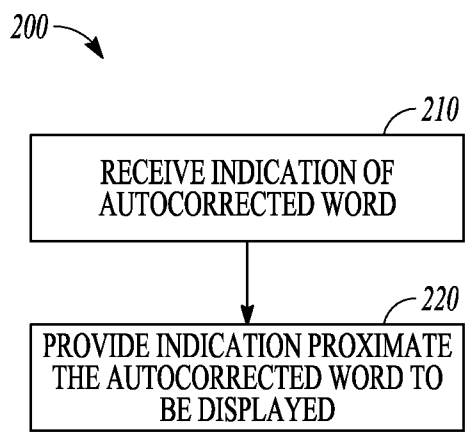 200
210
RECEIVE INDICATION OF
AUTOCORRECTED WORD
220
PROVIDE INDICATION PROXIMATE
THE AUTOCORRECTED WORD TO
BE DISPLAYED